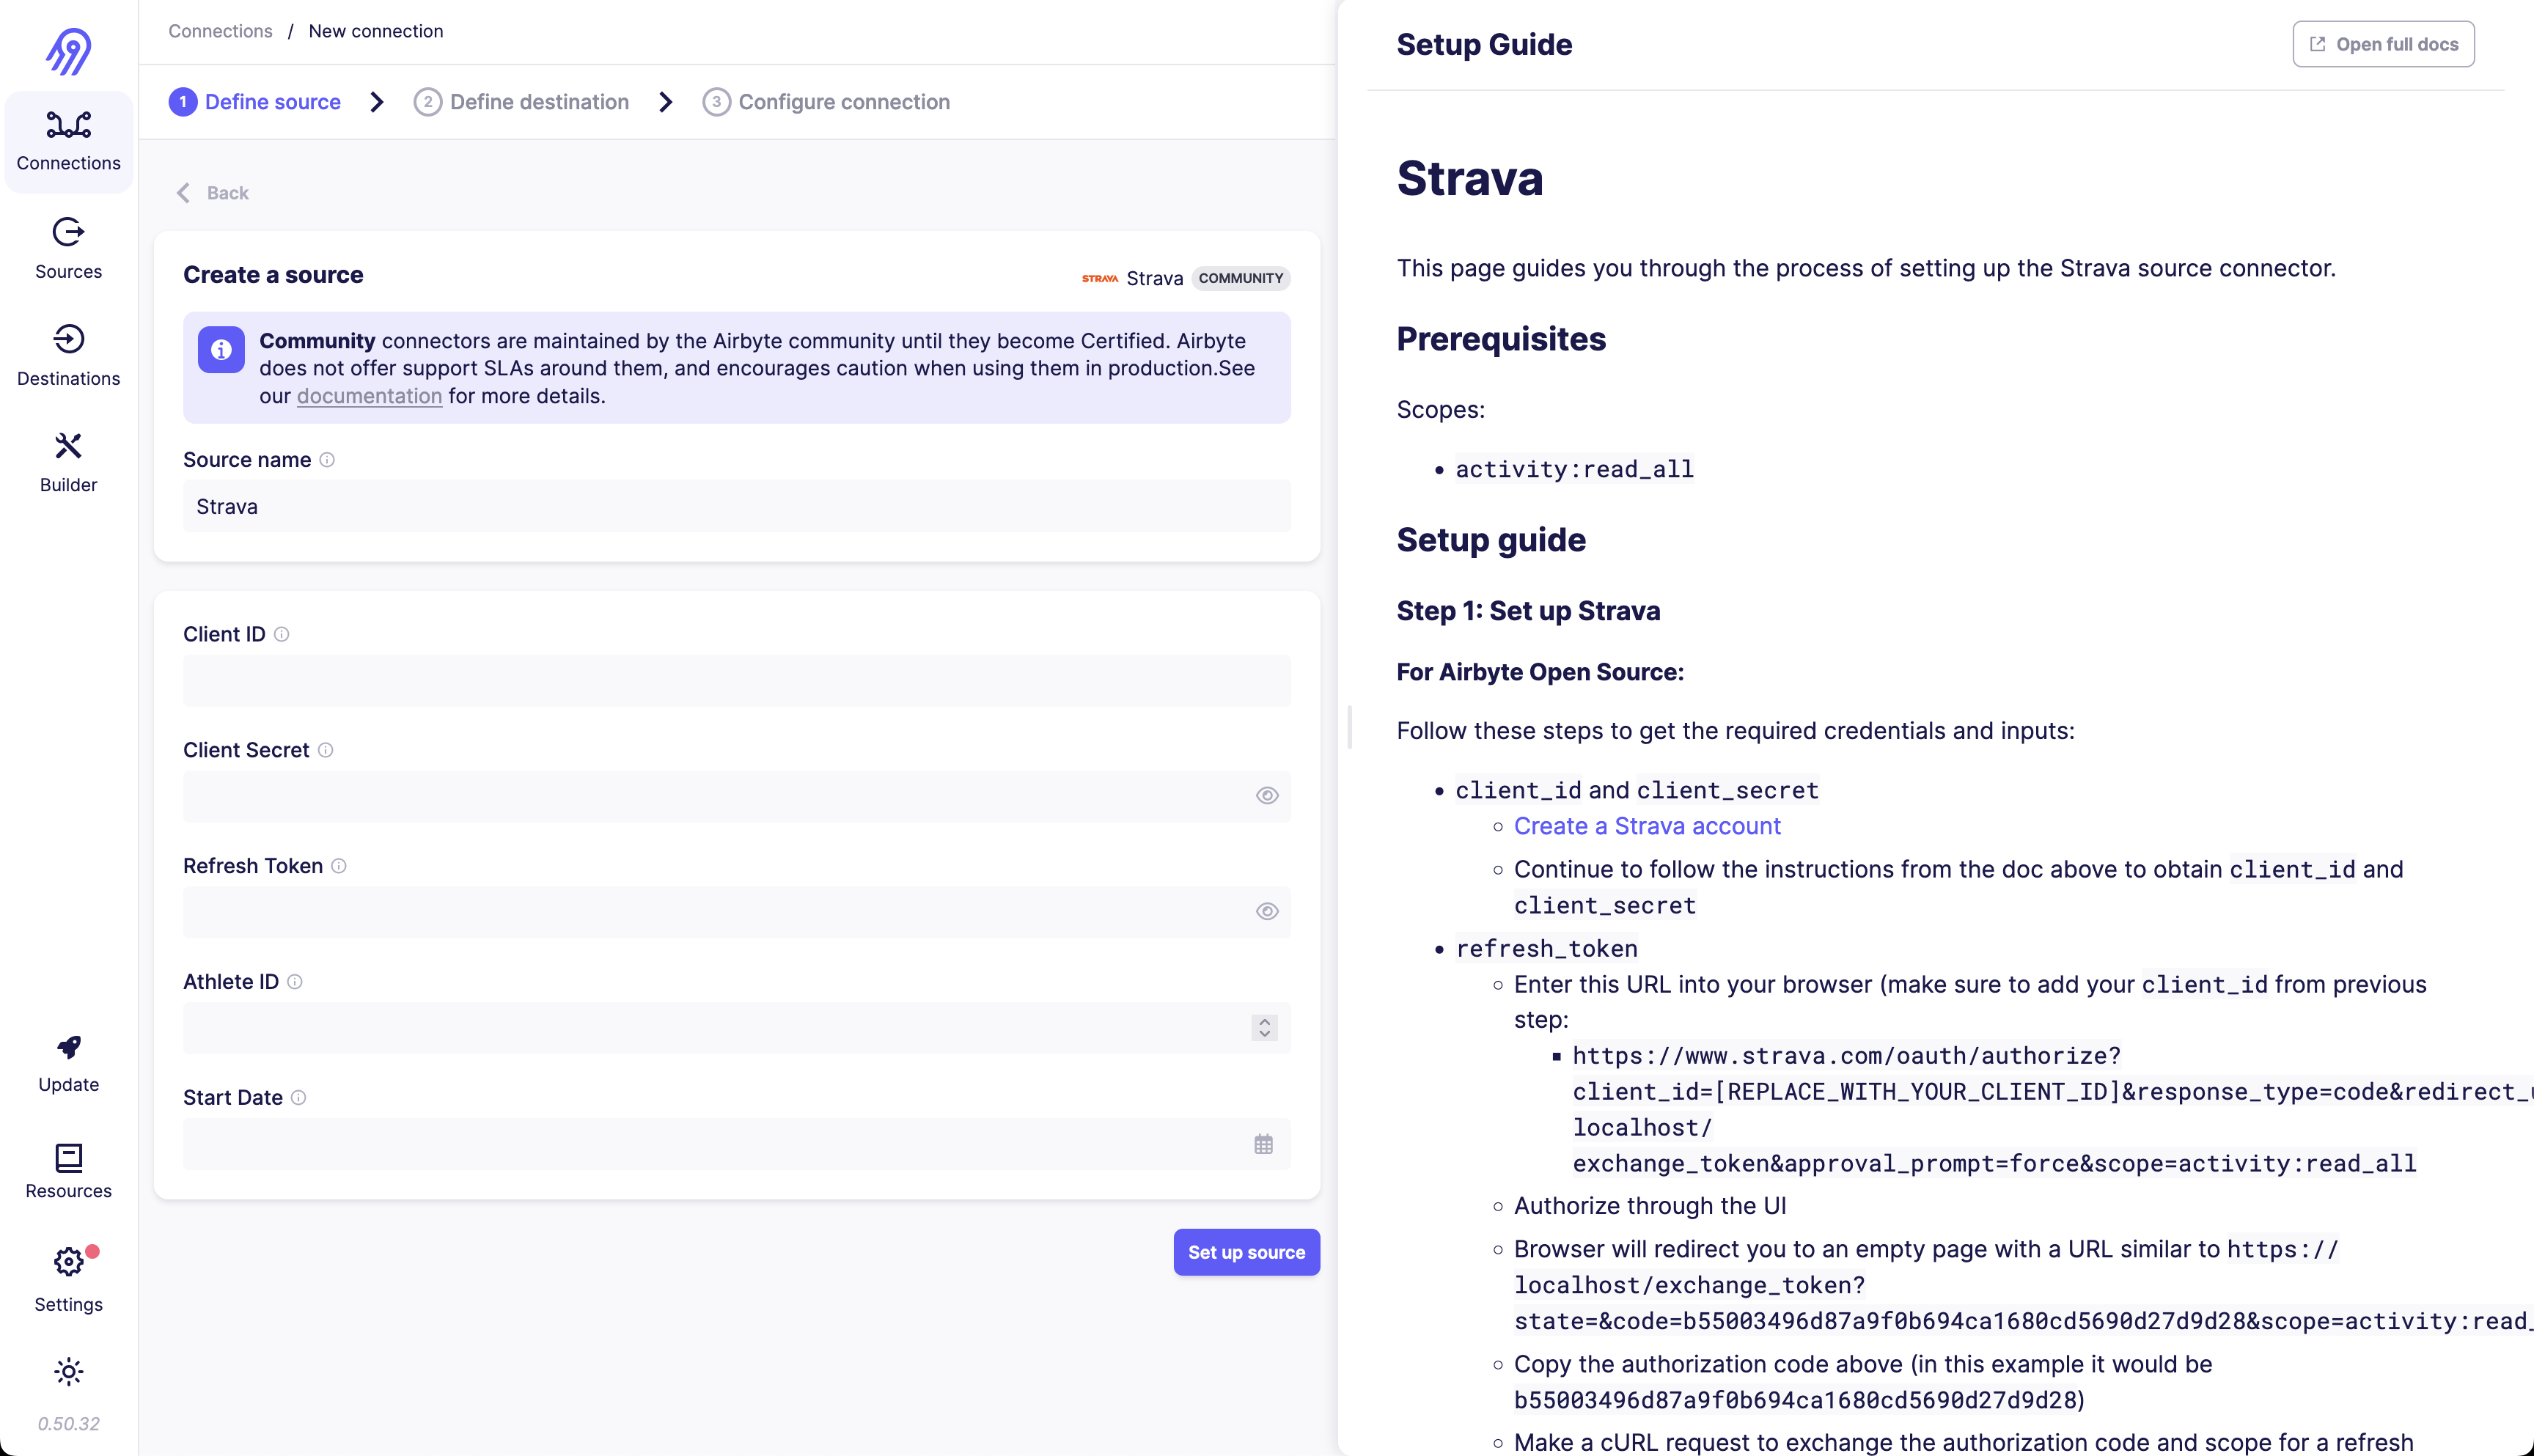 Connections
Sources
Destinations
Builder
Update
Resources
Settings
0.50.32
Connections / New connection
1 Define source
2 Define destination
3 Configure connection
Back
Create a source
STRAVA Strava COMMUNITY
Community connectors are maintained by the Airbyte community until they become Certified. Airbyte
does not offer support SLAs around them, and encourages caution when using them in production.See
our documentation for more details.
Source name
Strava
Client ID
Client Secret
Refresh Token
Athlete ID
Start Date
Set up source
Setup Guide
Open full docs
Strava
This page guides you through the process of setting up the Strava source connector.
Prerequisites
Scopes:
activity:read_all
Setup guide
Step 1: Set up Strava
For Airbyte Open Source:
Follow these steps to get the required credentials and inputs:
client_id and client_secret
Create a Strava account
Continue to follow the instructions from the doc above to obtain client_id and
client_secret
refresh_token
Enter this URL into your browser (make sure to add your client_id from previous
step:
https://www.strava.com/oauth/authorize?
client_id=[REPLACE_WITH_YOUR_CLIENT_ID]&response_type=code&redirect_
localhost/
exchange_token&approval_prompt=force&scope=activity:read_all
Authorize through the UI
Browser will redirect you to an empty page with a URL similar to https://
localhost/exchange_token?
state=&code=b55003496d87a9f0b694ca1680cd5690d27d9d28&scope=activity:read_
Copy the authorization code above (in this example it would be
b55003496d87a9f0b694ca1680cd5690d27d9d28)
Make a cURL request to exchange the authorization code and scope for a refresh